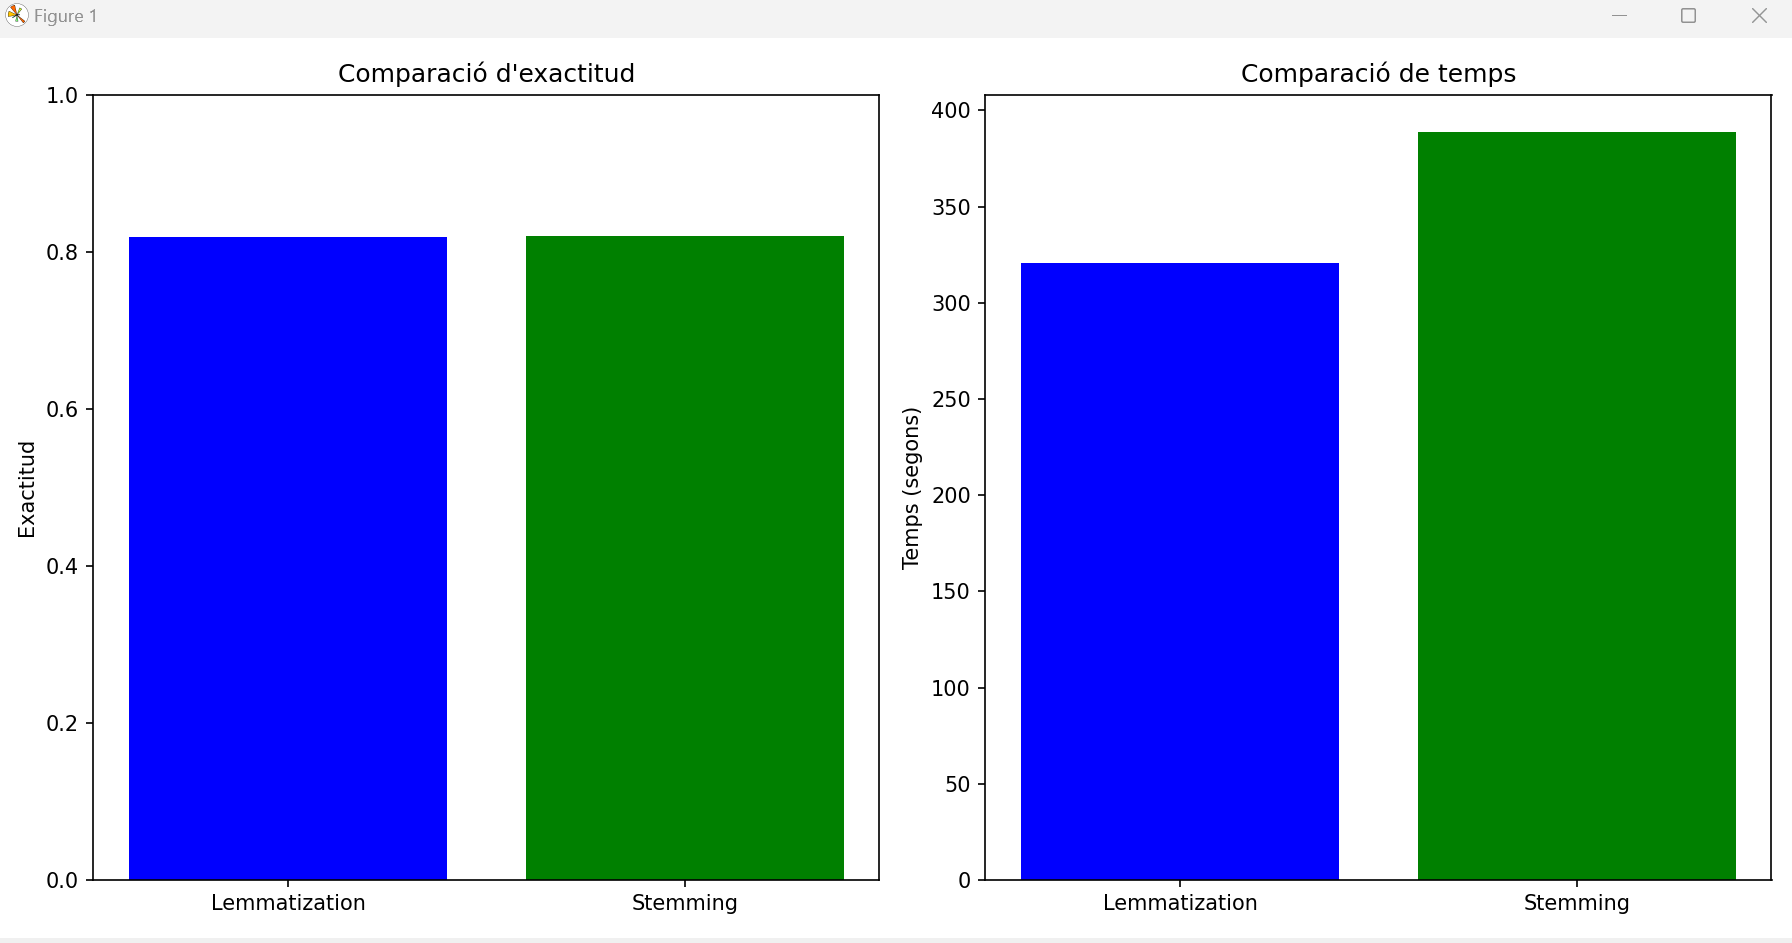 Figure 1
Comparació d'exactitud
1.0
0.8
0.6
0.4
0.2
0.0
Exactitud
Lemmatization
Stemming
Comparació de temps
400
350
300
250
200
150
100
50
0
Temps (segons)
Lemmatization
Stemming